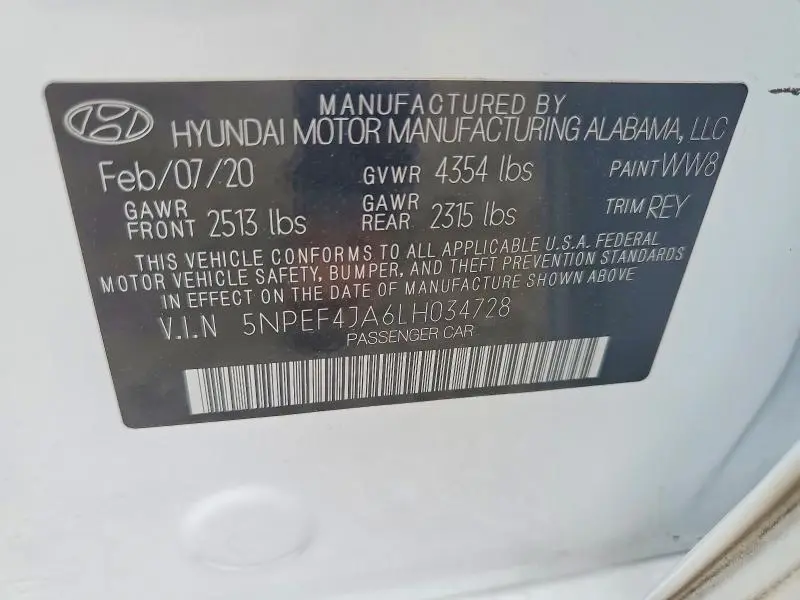 MANUFACTURED BY
HYUNDAI MOTOR MANUFACTURING ALABAMA, LLC
Feb/07/20 GVWR 4354 lbs PAINT WW8
GAWR FRONT 2513 lbs GAWR REAR 2315 lbs TRIM REY
THIS VEHICLE CONFORMS TO ALL APPLICABLE U.S.A. FEDERAL
MOTOR VEHICLE SAFETY, BUMPER, AND THEFT PREVENTION STANDARDS
IN EFFECT ON THE DATE OF MANUFACTURE SHOWN ABOVE
V.I.N 5NPEF4JA6LH034728
PASSENGER CAR